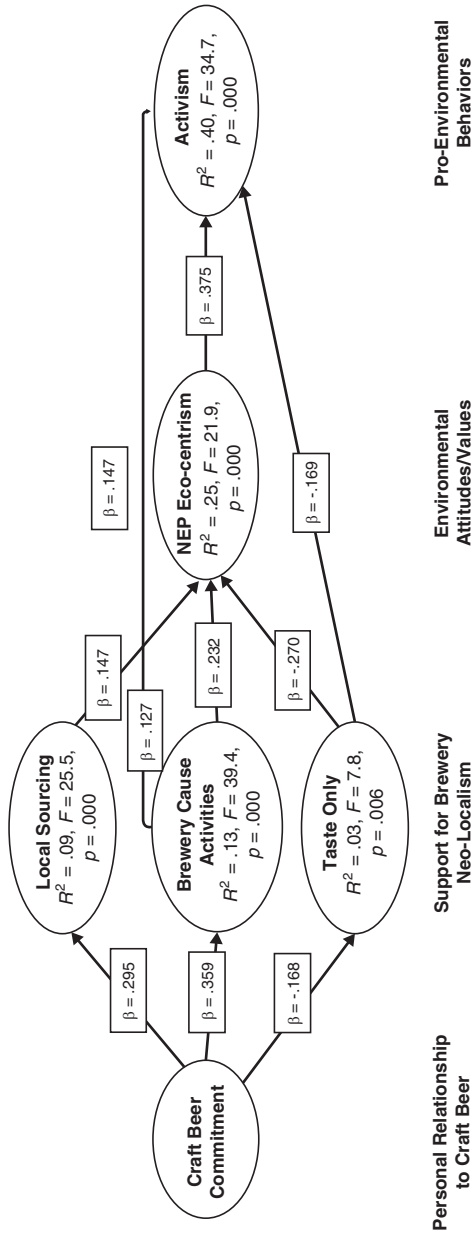 Craft Beer
Commitment
β = .295
β = .359
β = -.168
Local Sourcing
R² = .09, F = 25.5,
p = .000
Brewery Cause
Activities
R² = .13, F = 39.4,
p = .000
Taste Only
R² = .03, F = 7.8,
p = .006
β = .147
β = .127
β = .232
β = -.270
β = .147
NEP Eco-centrism
R² = .25, F = 21.9,
p = .000
β = .375
β = -.169
Activism
R² = .40, F = 34.7,
p = .000
Personal Relationship
to Craft Beer
Support for Brewery
Neo-Localism
Environmental
Attitudes/Values
Pro-Environmental
Behaviors